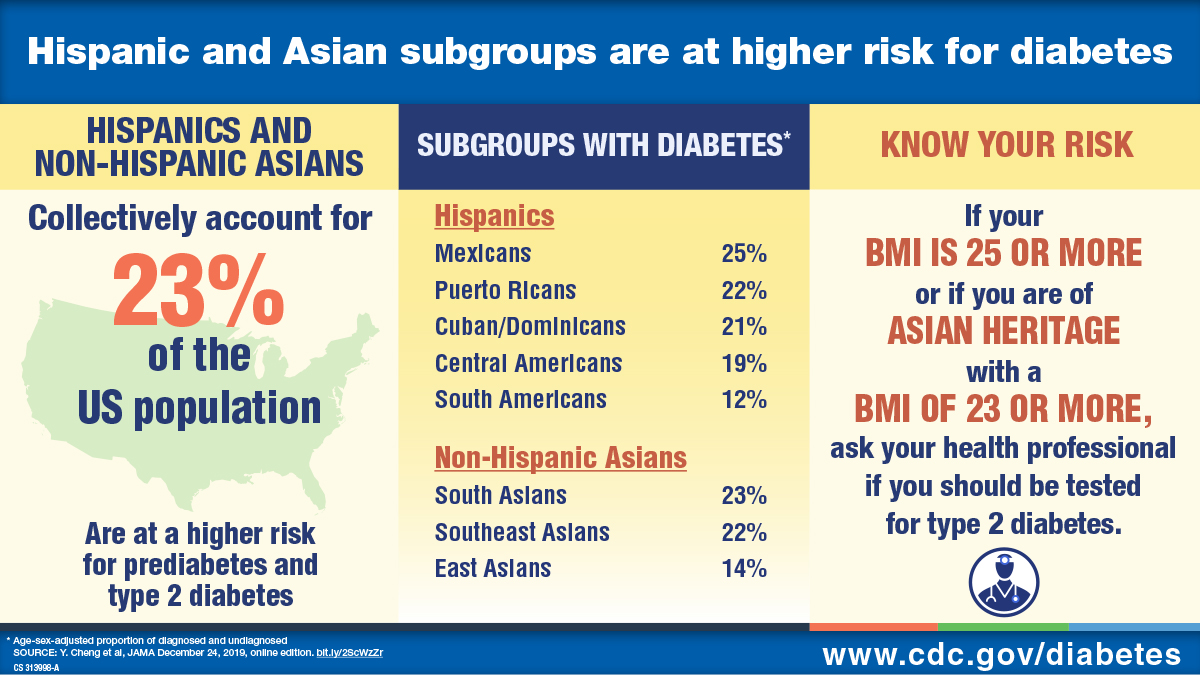 Hispanic and Asian subgroups are at higher risk for diabetes
HISPANICS AND
NON-HISPANIC ASIANS
Collectively account for
23%
of the
US population
Are at a higher risk
for prediabetes and
type 2 diabetes
SUBGROUPS WITH DIABETES*
Hispanics
Mexicans 25%
Puerto Ricans 22%
Cuban/Dominicans 21%
Central Americans 19%
South Americans 12%
Non-Hispanic Asians
South Asians 23%
Southeast Asians 22%
East Asians 14%
KNOW YOUR RISK
If your
BMI IS 25 OR MORE
or if you are of
ASIAN HERITAGE
with a
BMI OF 23 OR MORE,
ask your health professional
if you should be tested
for type 2 diabetes.
* Age-sex-adjusted proportion of diagnosed and undiagnosed
SOURCE: Y. Cheng et al, JAMA December 24, 2019, online edition. bit.ly/2ScWzZr
CS 313998-A
www.cdc.gov/diabetes